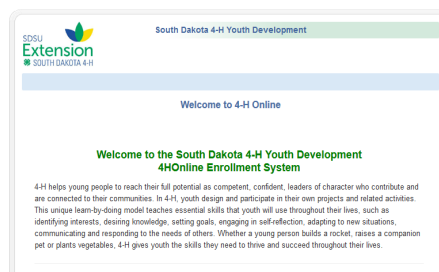 SDSU
Extension
SOUTH DAKOTA 4-H
South Dakota 4-H Youth Development
Welcome to 4-H Online
Welcome to the South Dakota 4-H Youth Development
4HOnline Enrollment System
4-H helps young people to reach their full potential as competent, confident, leaders of character who contribute and
are connected to their communities. In 4-H, youth design and participate in their own projects and related activities.
This unique learn-by-doing model teaches essential skills that youth will use throughout their lives, such as
identifying interests, desiring knowledge, setting goals, engaging in self-reflection, adapting to new situations,
communicating and responding to the needs of others. Whether a young person builds a rocket, raises a companion
pet or plants vegetables, 4-H gives youth the skills they need to thrive and succeed throughout their lives.